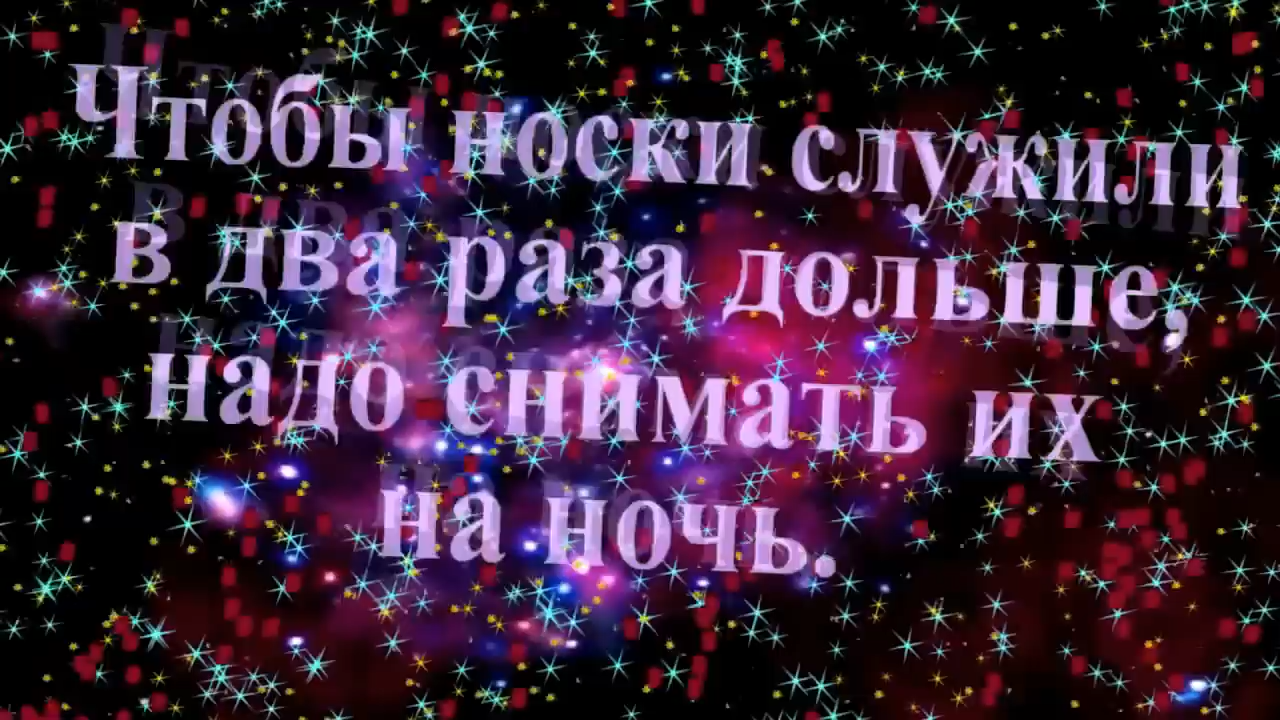 Чтобы носки служили
в два раза дольше,
надо снимать их
на ночь.